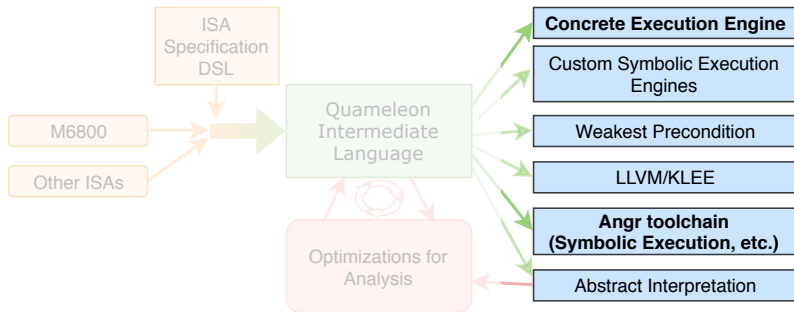 ISA
Specification
DSL
M6800
Other ISAs
Quameleon
Intermediate
Language
Optimizations for
Analysis
Concrete Execution Engine
Custom Symbolic Execution
Engines
Weakest Precondition
LLVM/KLEE
Angr toolchain
(Symbolic Execution, etc.)
Abstract Interpretation